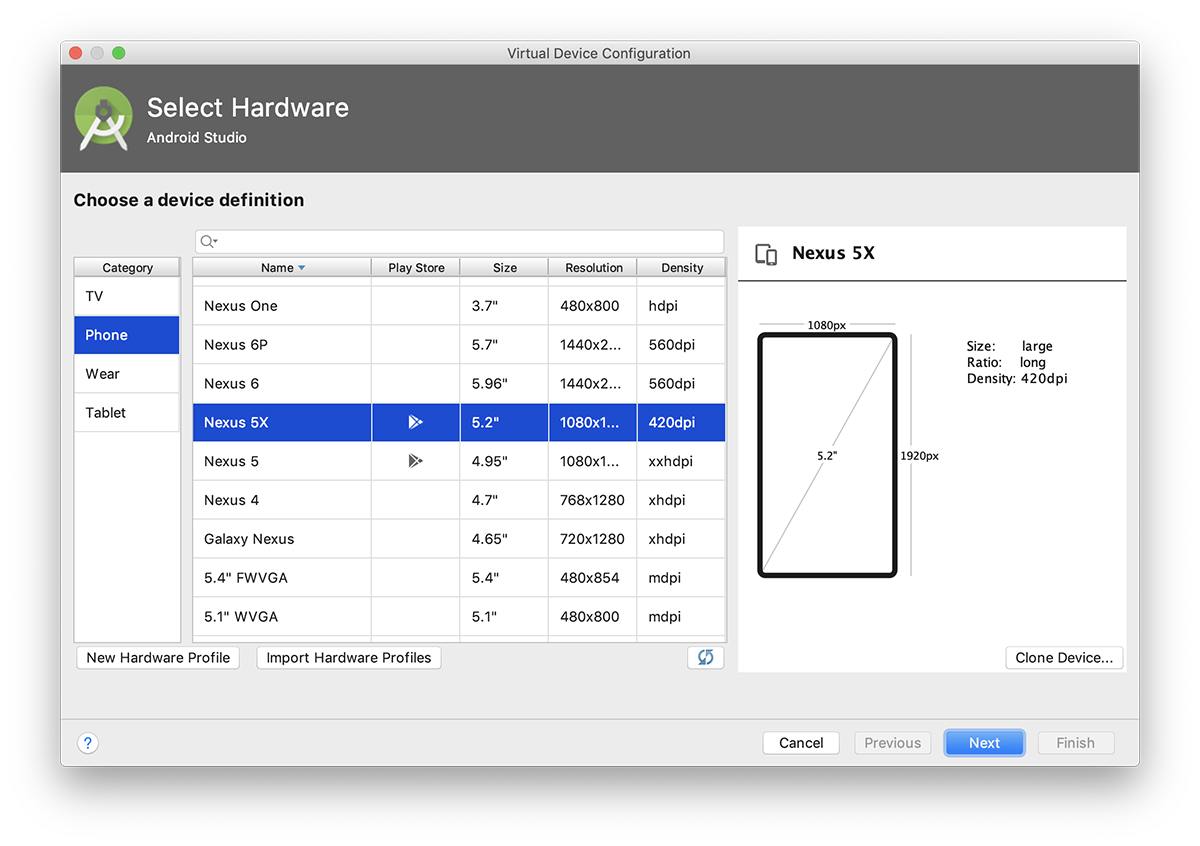 Virtual Device Configuration
Select Hardware
Android Studio
Choose a device definition
Category
TV
Phone
Wear
Tablet
Name Play Store Size Resolution Density
Nexus One 3.7" 480x800 hdpi
Nexus 6P 5.7" 1440x2... 560dpi
Nexus 6 5.96" 1440x2... 560dpi
Nexus 5X 5.2" 1080x1... 420dpi
Nexus 5 4.95" 1080x1... xxhdpi
Nexus 4 4.7" 768x1280 xhdpi
Galaxy Nexus 4.65" 720x1280 xhdpi
5.4" FWVGA 5.4" 480x854 mdpi
5.1" WVGA 5.1" 480x800 mdpi
New Hardware Profile Import Hardware Profiles
Nexus 5X
1080px
5.2"
1920px
Size: large
Ratio: long
Density: 420dpi
Clone Device...
? Cancel Previous Next Finish